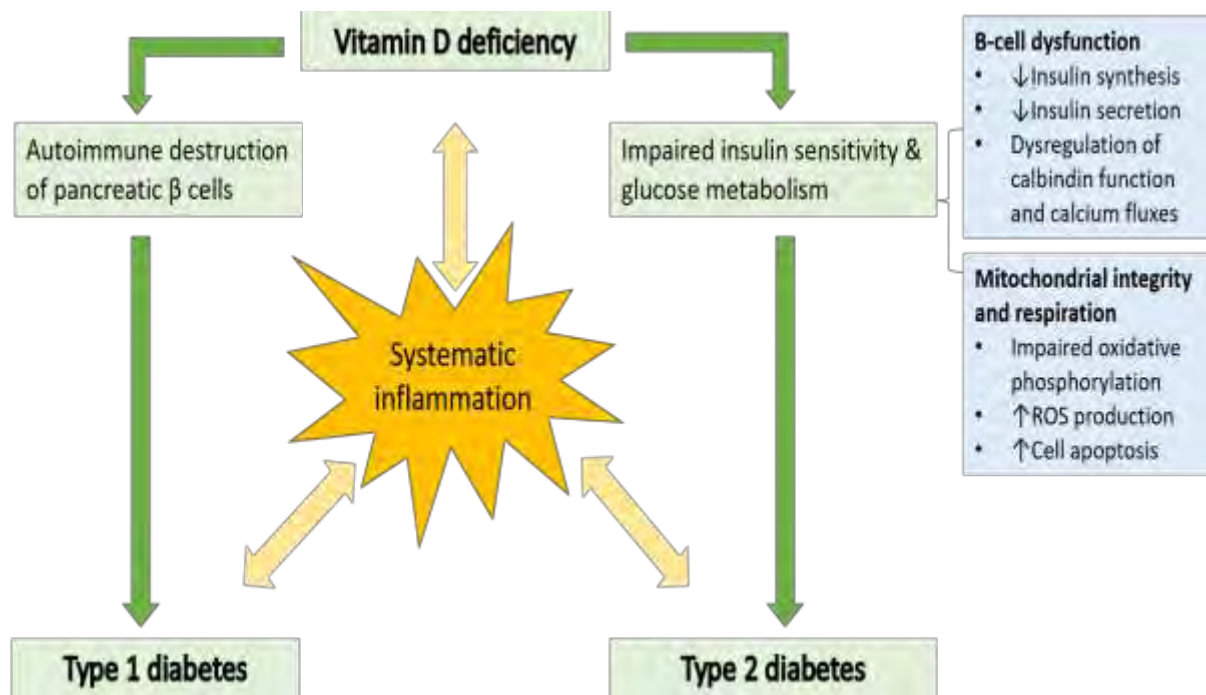 Vitamin D deficiency
Autoimmune destruction
of pancreatic β cells
Impaired insulin sensitivity &
glucose metabolism
B-cell dysfunction
• ↓Insulin synthesis
• ↓Insulin secretion
• Dysregulation of
calbindin function
and calcium fluxes
Mitochondrial integrity
and respiration
• Impaired oxidative
phosphorylation
• ↑ROS production
• ↑Cell apoptosis
Systematic
inflammation
Type 1 diabetes
Type 2 diabetes